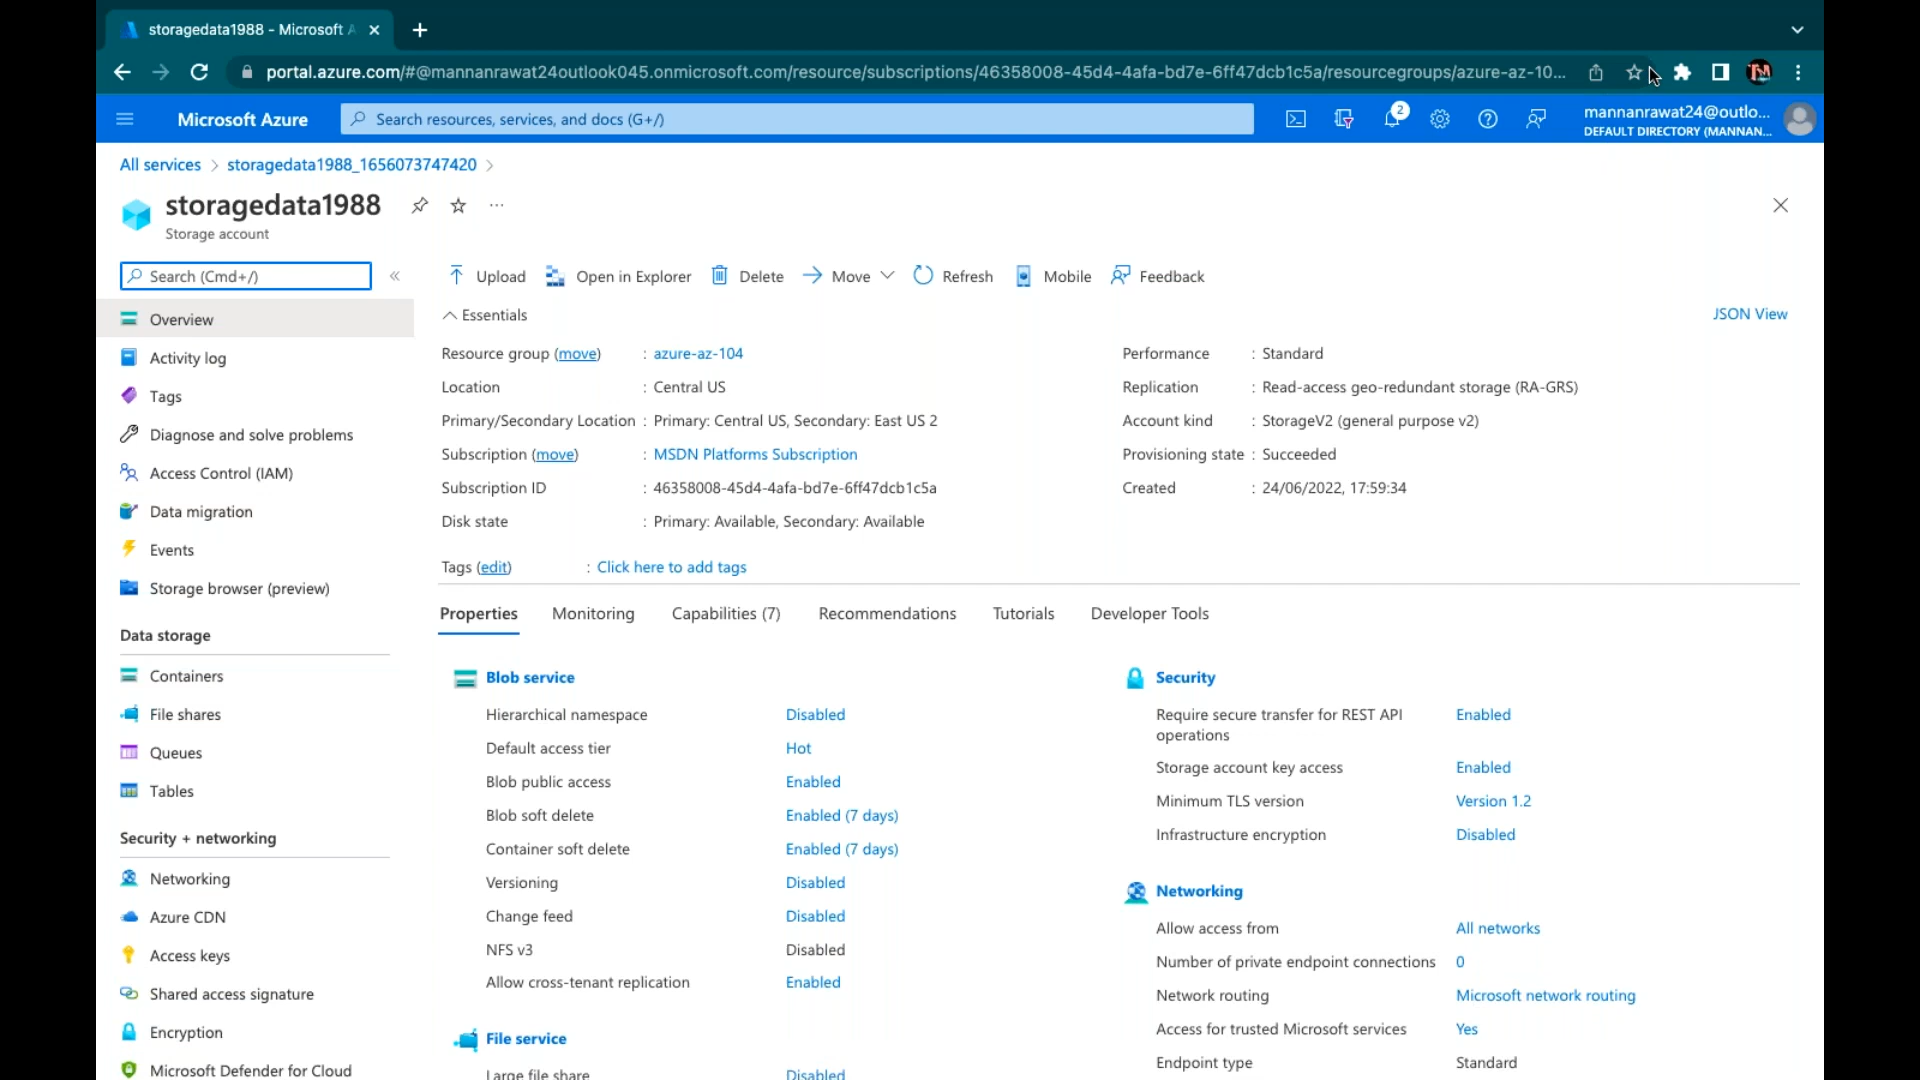 storagedata1988 - Microsoft A
portal.azure.com/#@mannanrawat24outlook045.onmicrosoft.com/resource/subscriptions/46358008-45d4-4afa-bd7e-6ff47dcb1c5a/resourcegroups/azure-az-10...
Microsoft Azure
Search resources, services, and docs (G+/)
2
mannanrawat24@outlo...
DEFAULT DIRECTORY (MANNAN...
All services > storagedata1988_1656073747420 >
storagedata1988
...
Storage account
Search (Cmd+/)
«
Upload Open in Explorer Delete Move Refresh Mobile Feedback
Overview
Activity log
Tags
Diagnose and solve problems
Access Control (IAM)
Data migration
Events
Storage browser (preview)
Data storage
Containers
File shares
Queues
Tables
Security + networking
Networking
Azure CDN
Access keys
Shared access signature
Encryption
Microsoft Defender for Cloud
Essentials
JSON View
Resource group (move) : azure-az-104
Location : Central US
Primary/Secondary Location : Primary: Central US, Secondary: East US 2
Subscription (move) : MSDN Platforms Subscription
Subscription ID : 46358008-45d4-4afa-bd7e-6ff47dcb1c5a
Disk state : Primary: Available, Secondary: Available
Performance : Standard
Replication : Read-access geo-redundant storage (RA-GRS)
Account kind : StorageV2 (general purpose v2)
Provisioning state : Succeeded
Created : 24/06/2022, 17:59:34
Tags (edit) : Click here to add tags
Properties Monitoring Capabilities (7) Recommendations Tutorials Developer Tools
Blob service
Hierarchical namespace Disabled
Default access tier Hot
Blob public access Enabled
Blob soft delete Enabled (7 days)
Container soft delete Enabled (7 days)
Versioning Disabled
Change feed Disabled
NFS v3 Disabled
Allow cross-tenant replication Enabled
File service
Large file share Disabled
Security
Require secure transfer for REST API Enabled
operations
Storage account key access Enabled
Minimum TLS version Version 1.2
Infrastructure encryption Disabled
Networking
Allow access from All networks
Number of private endpoint connections 0
Network routing Microsoft network routing
Access for trusted Microsoft services Yes
Endpoint type Standard